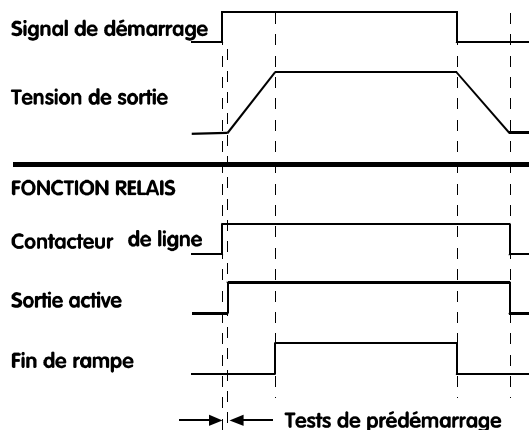 Signal de démarrage
Tension de sortie
FONCTION RELAIS
Contacteur de ligne
Sortie active
Fin de rampe
Tests de prédémarrage